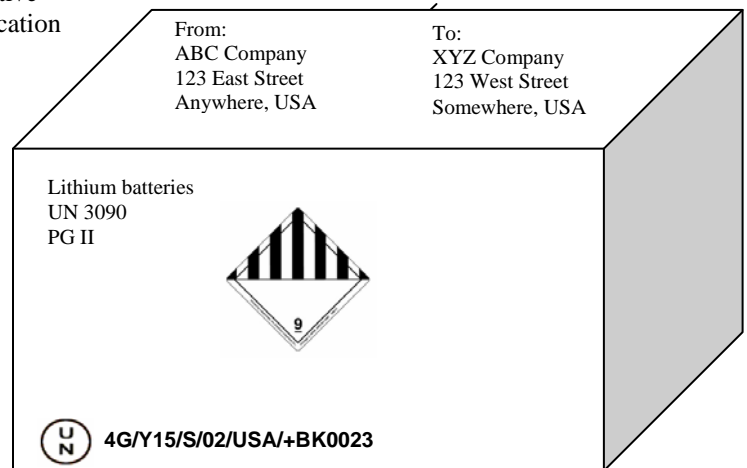 From:
ABC Company
123 East Street
Anywhere, USA
To:
XYZ Company
123 West Street
Somewhere, USA
Lithium batteries
UN 3090
PG II
9
U
N
4G/Y15/S/02/USA/+BK0023